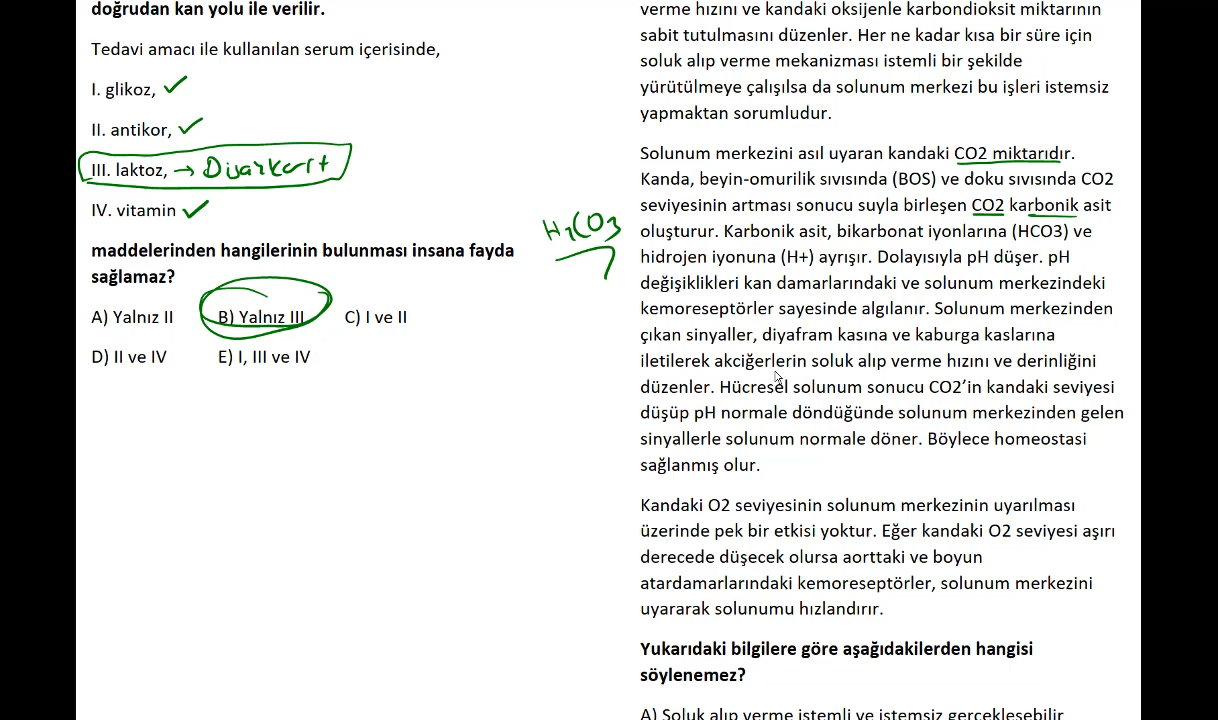 doğrudan kan yolu ile verilir.
Tedavi amacı ile kullanılan serum içerisinde,
I. glikoz,
II. antikor,
III. laktoz, → Disarkarit
IV. vitamin
maddelerinden hangilerinin bulunması insana fayda
sağlamaz?
A) Yalnız II B) Yalnız III C) I ve II
D) II ve IV E) I, III ve IV
H2CO3
verme hızını ve kandaki oksijenle karbondioksit miktarının
sabit tutulmasını düzenler. Her ne kadar kısa bir süre için
soluk alıp verme mekanizması istemli bir şekilde
yürütülmeye çalışılsa da solunum merkezi bu işleri istemsiz
yapmaktan sorumludur.
Solunum merkezini asıl uyaran kandaki CO2 miktarıdır.
Kanda, beyin-omurilik sıvısında (BOS) ve doku sıvısında CO2
seviyesinin artması sonucu suyla birleşen CO2 karbonik asit
oluşturur. Karbonik asit, bikarbonat iyonlarına (HCO3) ve
hidrojen iyonuna (H+) ayrışır. Dolayısıyla pH düşer. pH
değişiklikleri kan damarlarındaki ve solunum merkezindeki
kemoreseptörler sayesinde algılanır. Solunum merkezinden
çıkan sinyaller, diyafram kasına ve kaburga kaslarına
iletilerek akciğerlerin soluk alıp verme hızını ve derinliğini
düzenler. Hücresel solunum sonucu CO2’in kandaki seviyesi
düşüp pH normale döndüğünde solunum merkezinden gelen
sinyallerle solunum normale döner. Böylece homeostasi
sağlanmış olur.
Kandaki O2 seviyesinin solunum merkezinin uyarılması
üzerinde pek bir etkisi yoktur. Eğer kandaki O2 seviyesi aşırı
derecede düşecek olursa aorttaki ve boyun
atardamarlarındaki kemoreseptörler, solunum merkezini
uyararak solunumu hızlandırır.
Yukarıdaki bilgilere göre aşağıdakilerden hangisi
söylenemez?
A) Soluk alıp verme istemli ve istemsiz gerçekleşebilir